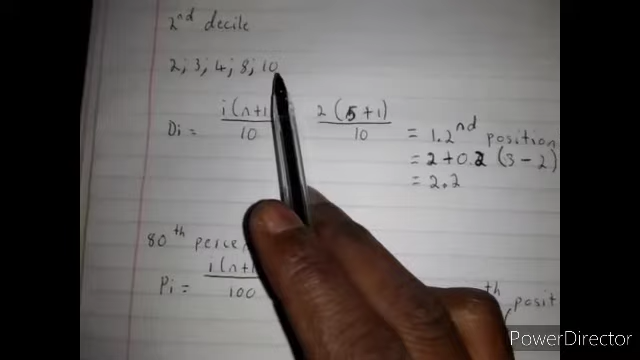 2nd decile
2; 3; 4; 8; 10
Di = i(n+1 / 10 2(5+1) / 10 = 1.2nd position
= 2+0.2 (3-2)
= 2.2
80th
Pi = i(n+1 / 100
th posit
PowerDirector